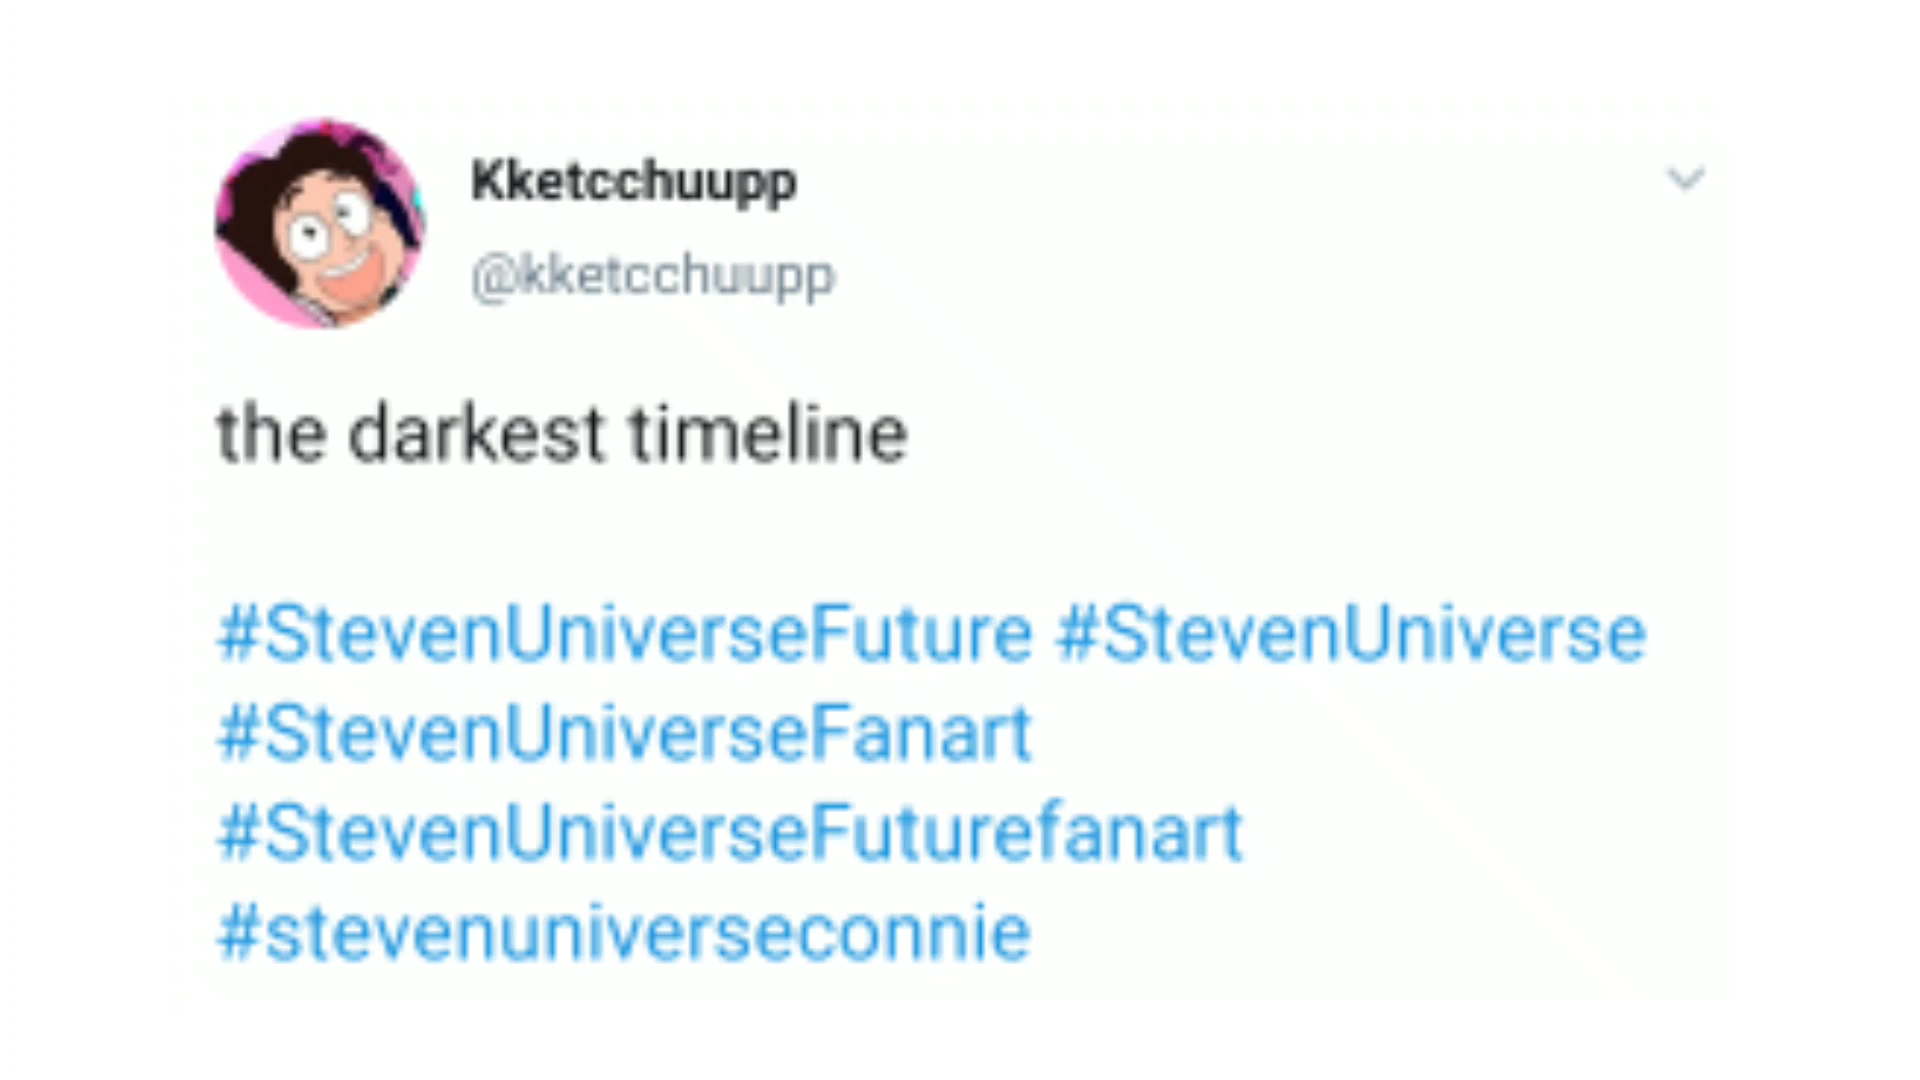 Kketcchuupp
@kketcchuupp
the darkest timeline
#StevenUniverseFuture #StevenUniverse
#StevenUniverseFanart
#StevenUniverseFuturefanart
#stevenuniverseconnie